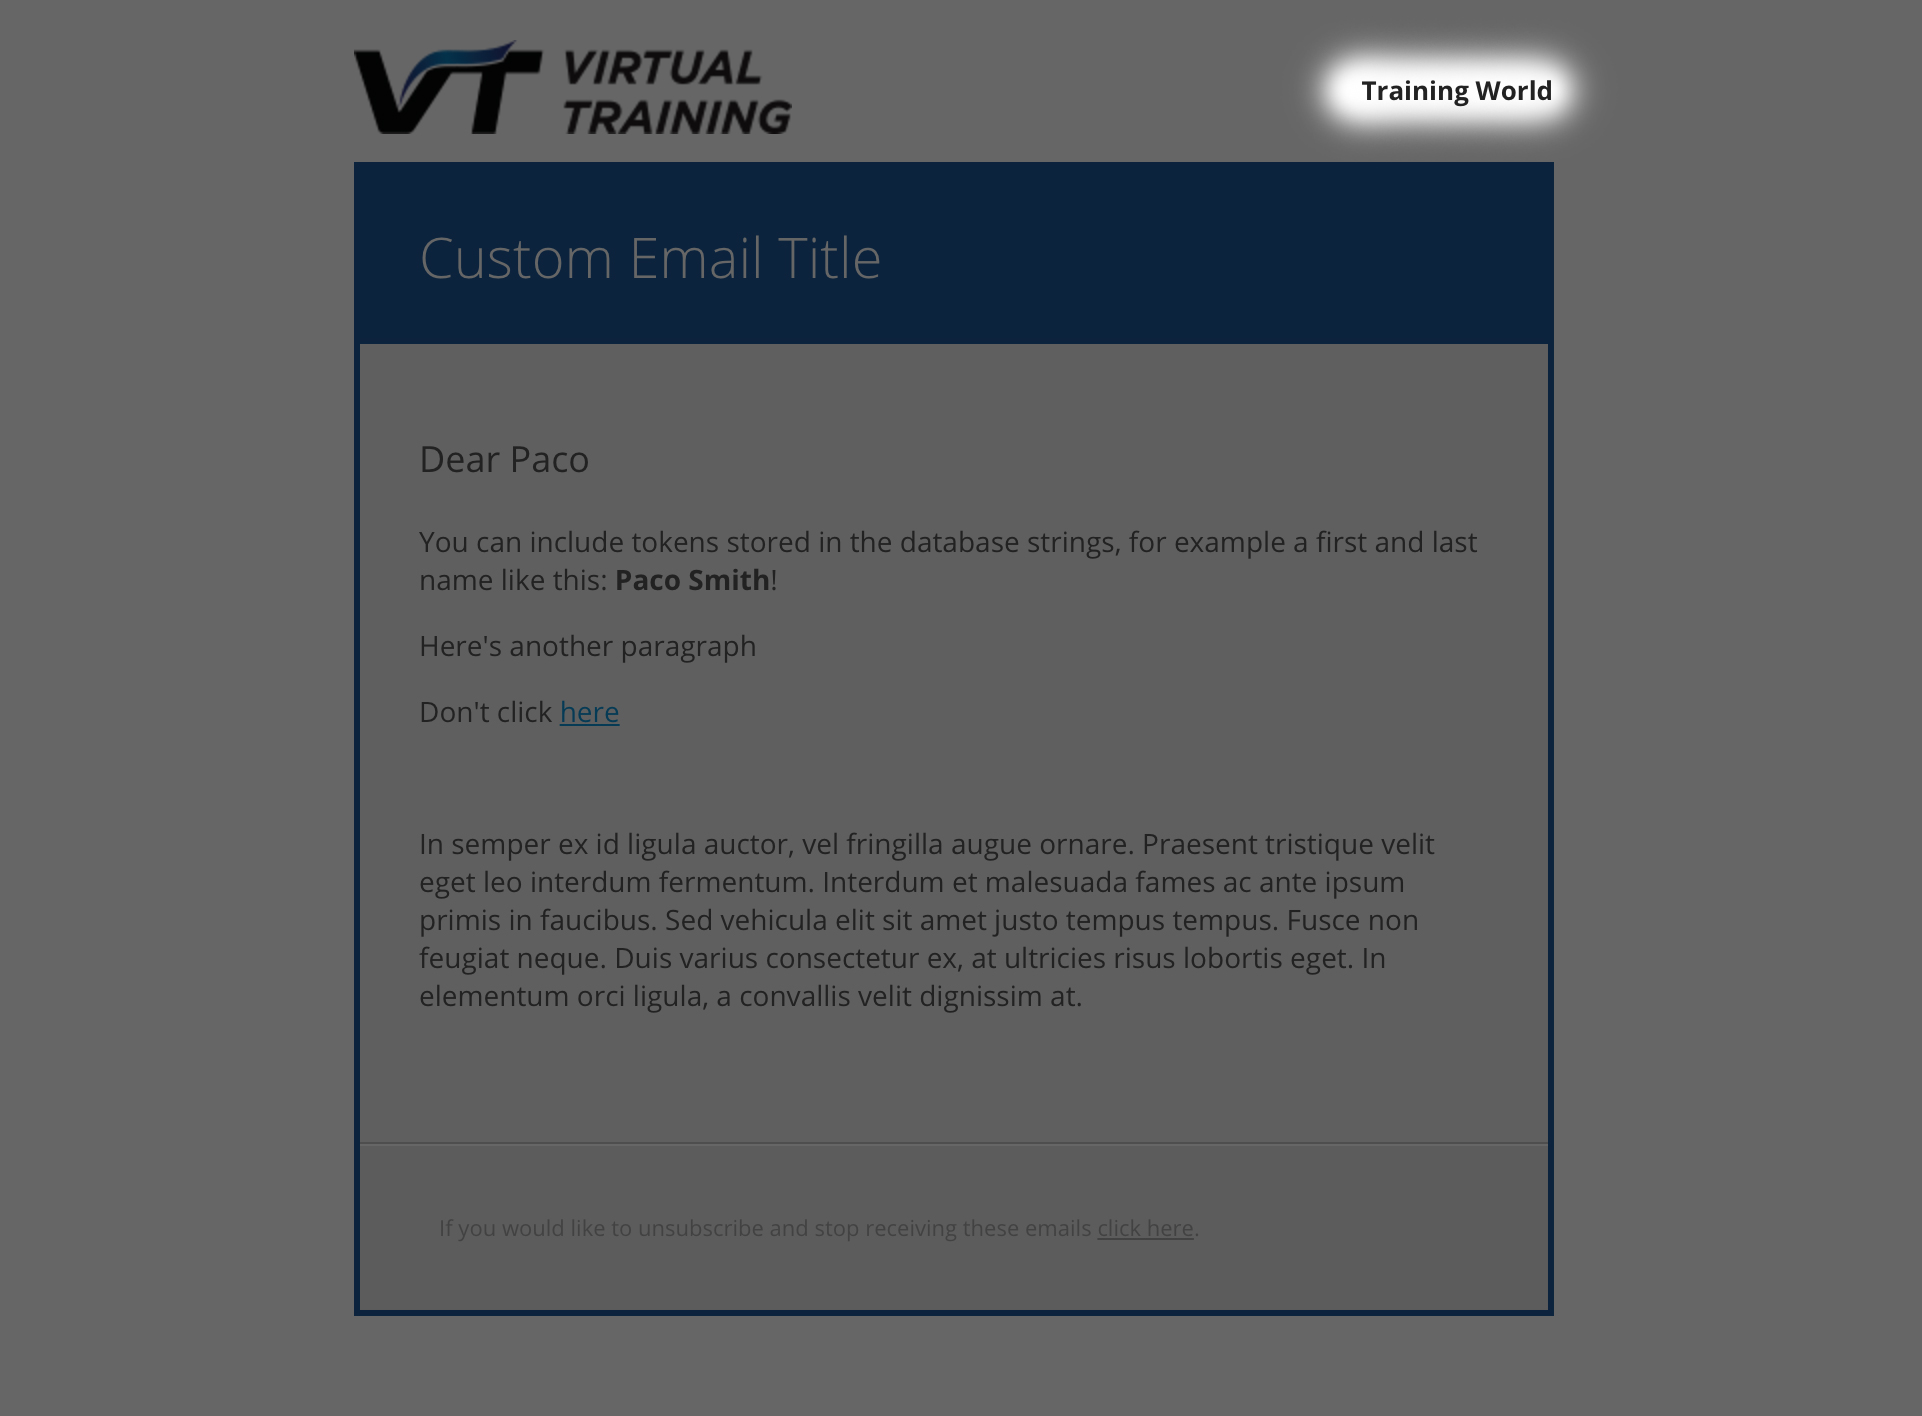 VT VIRTUAL
TRAINING
Training World
Custom Email Title
Dear Paco
You can include tokens stored in the database strings, for example a first and last
name like this: Paco Smith!
Here's another paragraph
Don't click here
In semper ex id ligula auctor, vel fringilla augue ornare. Praesent tristique velit
eget leo interdum fermentum. Interdum et malesuada fames ac ante ipsum
primis in faucibus. Sed vehicula elit sit amet justo tempus tempus. Fusce non
feugiat neque. Duis varius consectetur ex, at ultricies risus lobortis eget. In
elementum orci ligula, a convallis velit dignissim at.
If you would like to unsubscribe and stop receiving these emails click here.